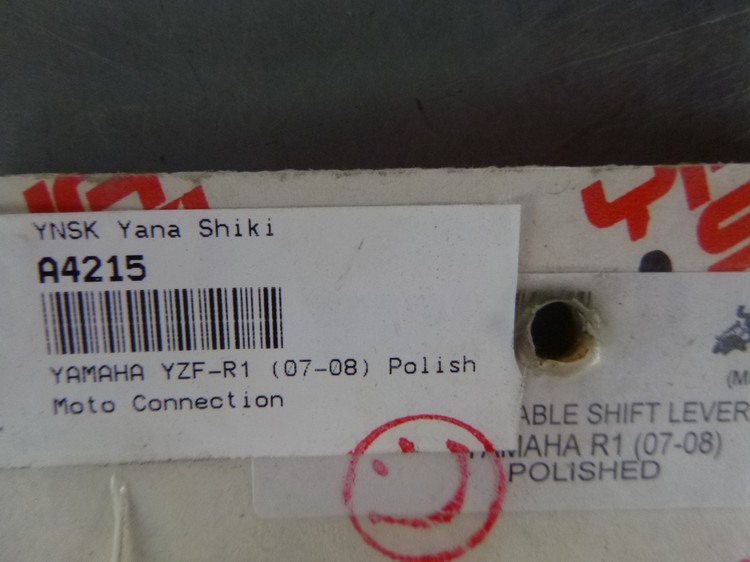 YNSK Yana Shiki
A4215
YAMAHA YZF-R1 (07-08) Polish
Moto Connection
(M
ABLE SHIFT LEVER
YAMAHA R1 (07-08)
POLISHED